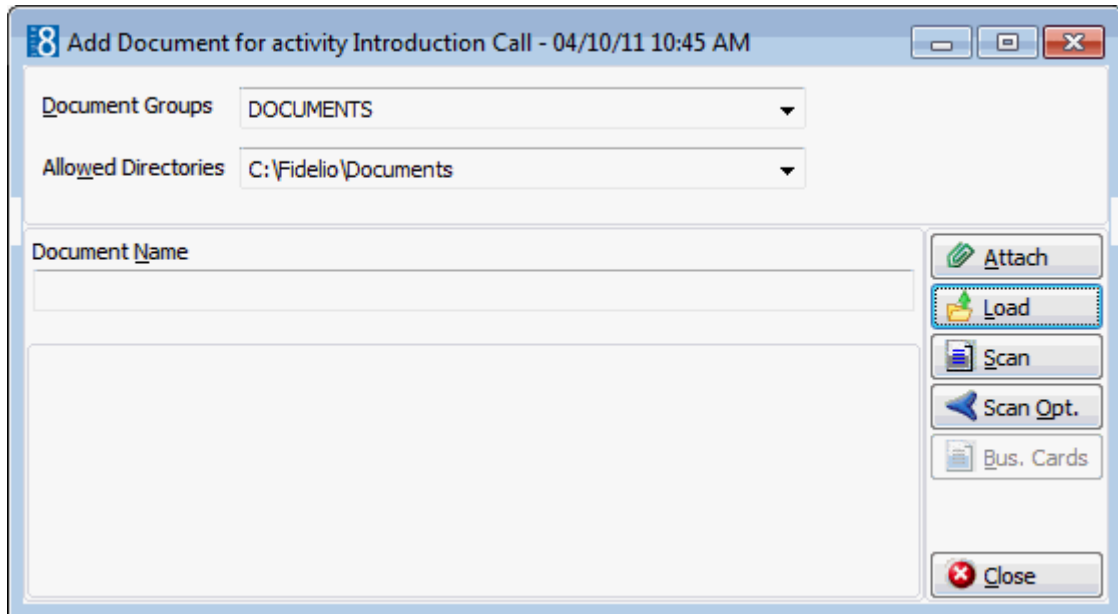 8 Add Document for activity Introduction Call - 04/10/11 10:45 AM
Document Groups DOCUMENTS
Allowed Directories C:\Fidelio\Documents
Document Name
Attach
Load
Scan
Scan Opt.
Bus. Cards
Close